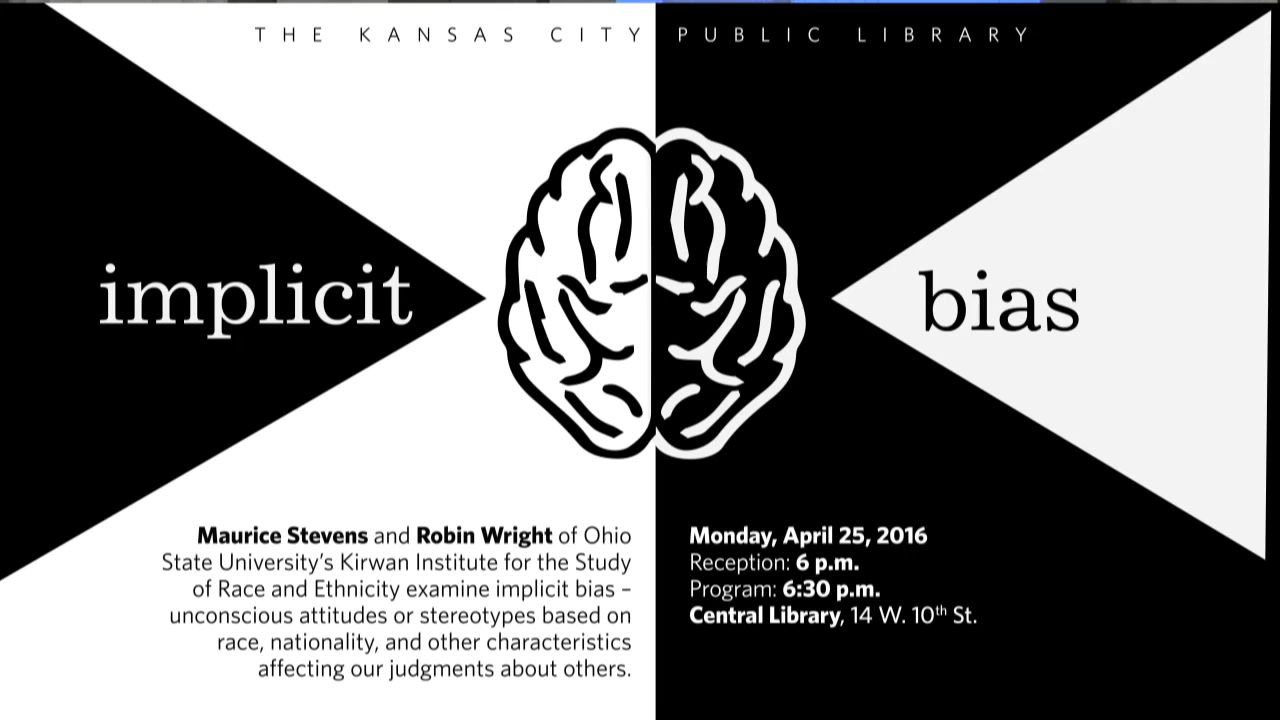 THE KANSAS CITY PUBLIC LIBRARY
implicit
bias
Maurice Stevens and Robin Wright of Ohio
State University’s Kirwan Institute for the Study
of Race and Ethnicity examine implicit bias –
unconscious attitudes or stereotypes based on
race, nationality, and other characteristics
affecting our judgments about others.
Monday, April 25, 2016
Reception: 6 p.m.
Program: 6:30 p.m.
Central Library, 14 W. 10th St.